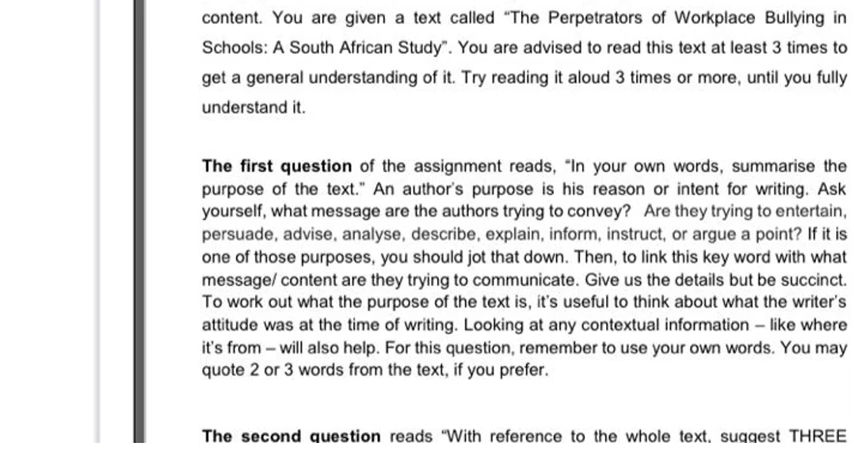 content. You are given a text called “The Perpetrators of Workplace Bullying in
Schools: A South African Study”. You are advised to read this text at least 3 times to
get a general understanding of it. Try reading it aloud 3 times or more, until you fully
understand it.
The first question of the assignment reads, “In your own words, summarise the
purpose of the text.” An author’s purpose is his reason or intent for writing. Ask
yourself, what message are the authors trying to convey? Are they trying to entertain,
persuade, advise, analyse, describe, explain, inform, instruct, or argue a point? If it is
one of those purposes, you should jot that down. Then, to link this key word with what
message/ content are they trying to communicate. Give us the details but be succinct.
To work out what the purpose of the text is, it’s useful to think about what the writer’s
attitude was at the time of writing. Looking at any contextual information – like where
it’s from – will also help. For this question, remember to use your own words. You may
quote 2 or 3 words from the text, if you prefer.
The second question reads “With reference to the whole text, suggest THREE